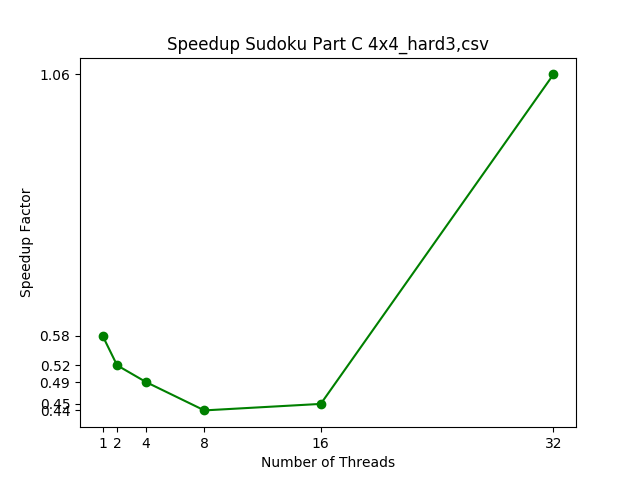 Speedup Sudoku Part C 4x4_hard3,csv
1.06
Speedup Factor
0.58
0.52
0.49
0.45
0.44
1 2 4 8 16 32
Number of Threads